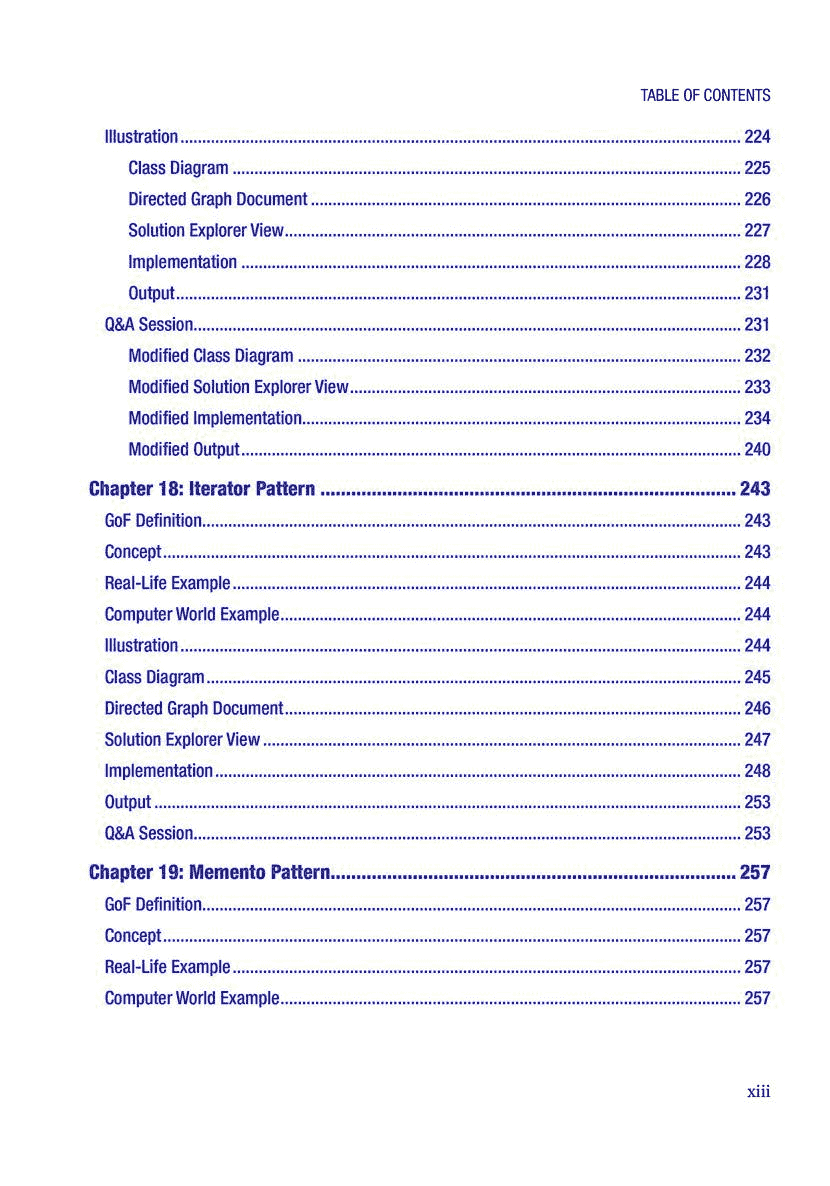 TABLE OF CONTENTS
Illustration 224
Class Diagram 225
Directed Graph Document 226
Solution Explorer View 227
Implementation 228
Output 231
Q&A Session 231
Modified Class Diagram 232
Modified Solution Explorer View 233
Modified Implementation 234
Modified Output 240
Chapter 18: Iterator Pattern 243
GoF Definition 243
Concept 243
Real-Life Example 244
Computer World Example 244
Illustration 244
Class Diagram 245
Directed Graph Document 246
Solution Explorer View 247
Implementation 248
Output 253
Q&A Session 253
Chapter 19: Memento Pattern 257
GoF Definition 257
Concept 257
Real-Life Example 257
Computer World Example 257
xiii